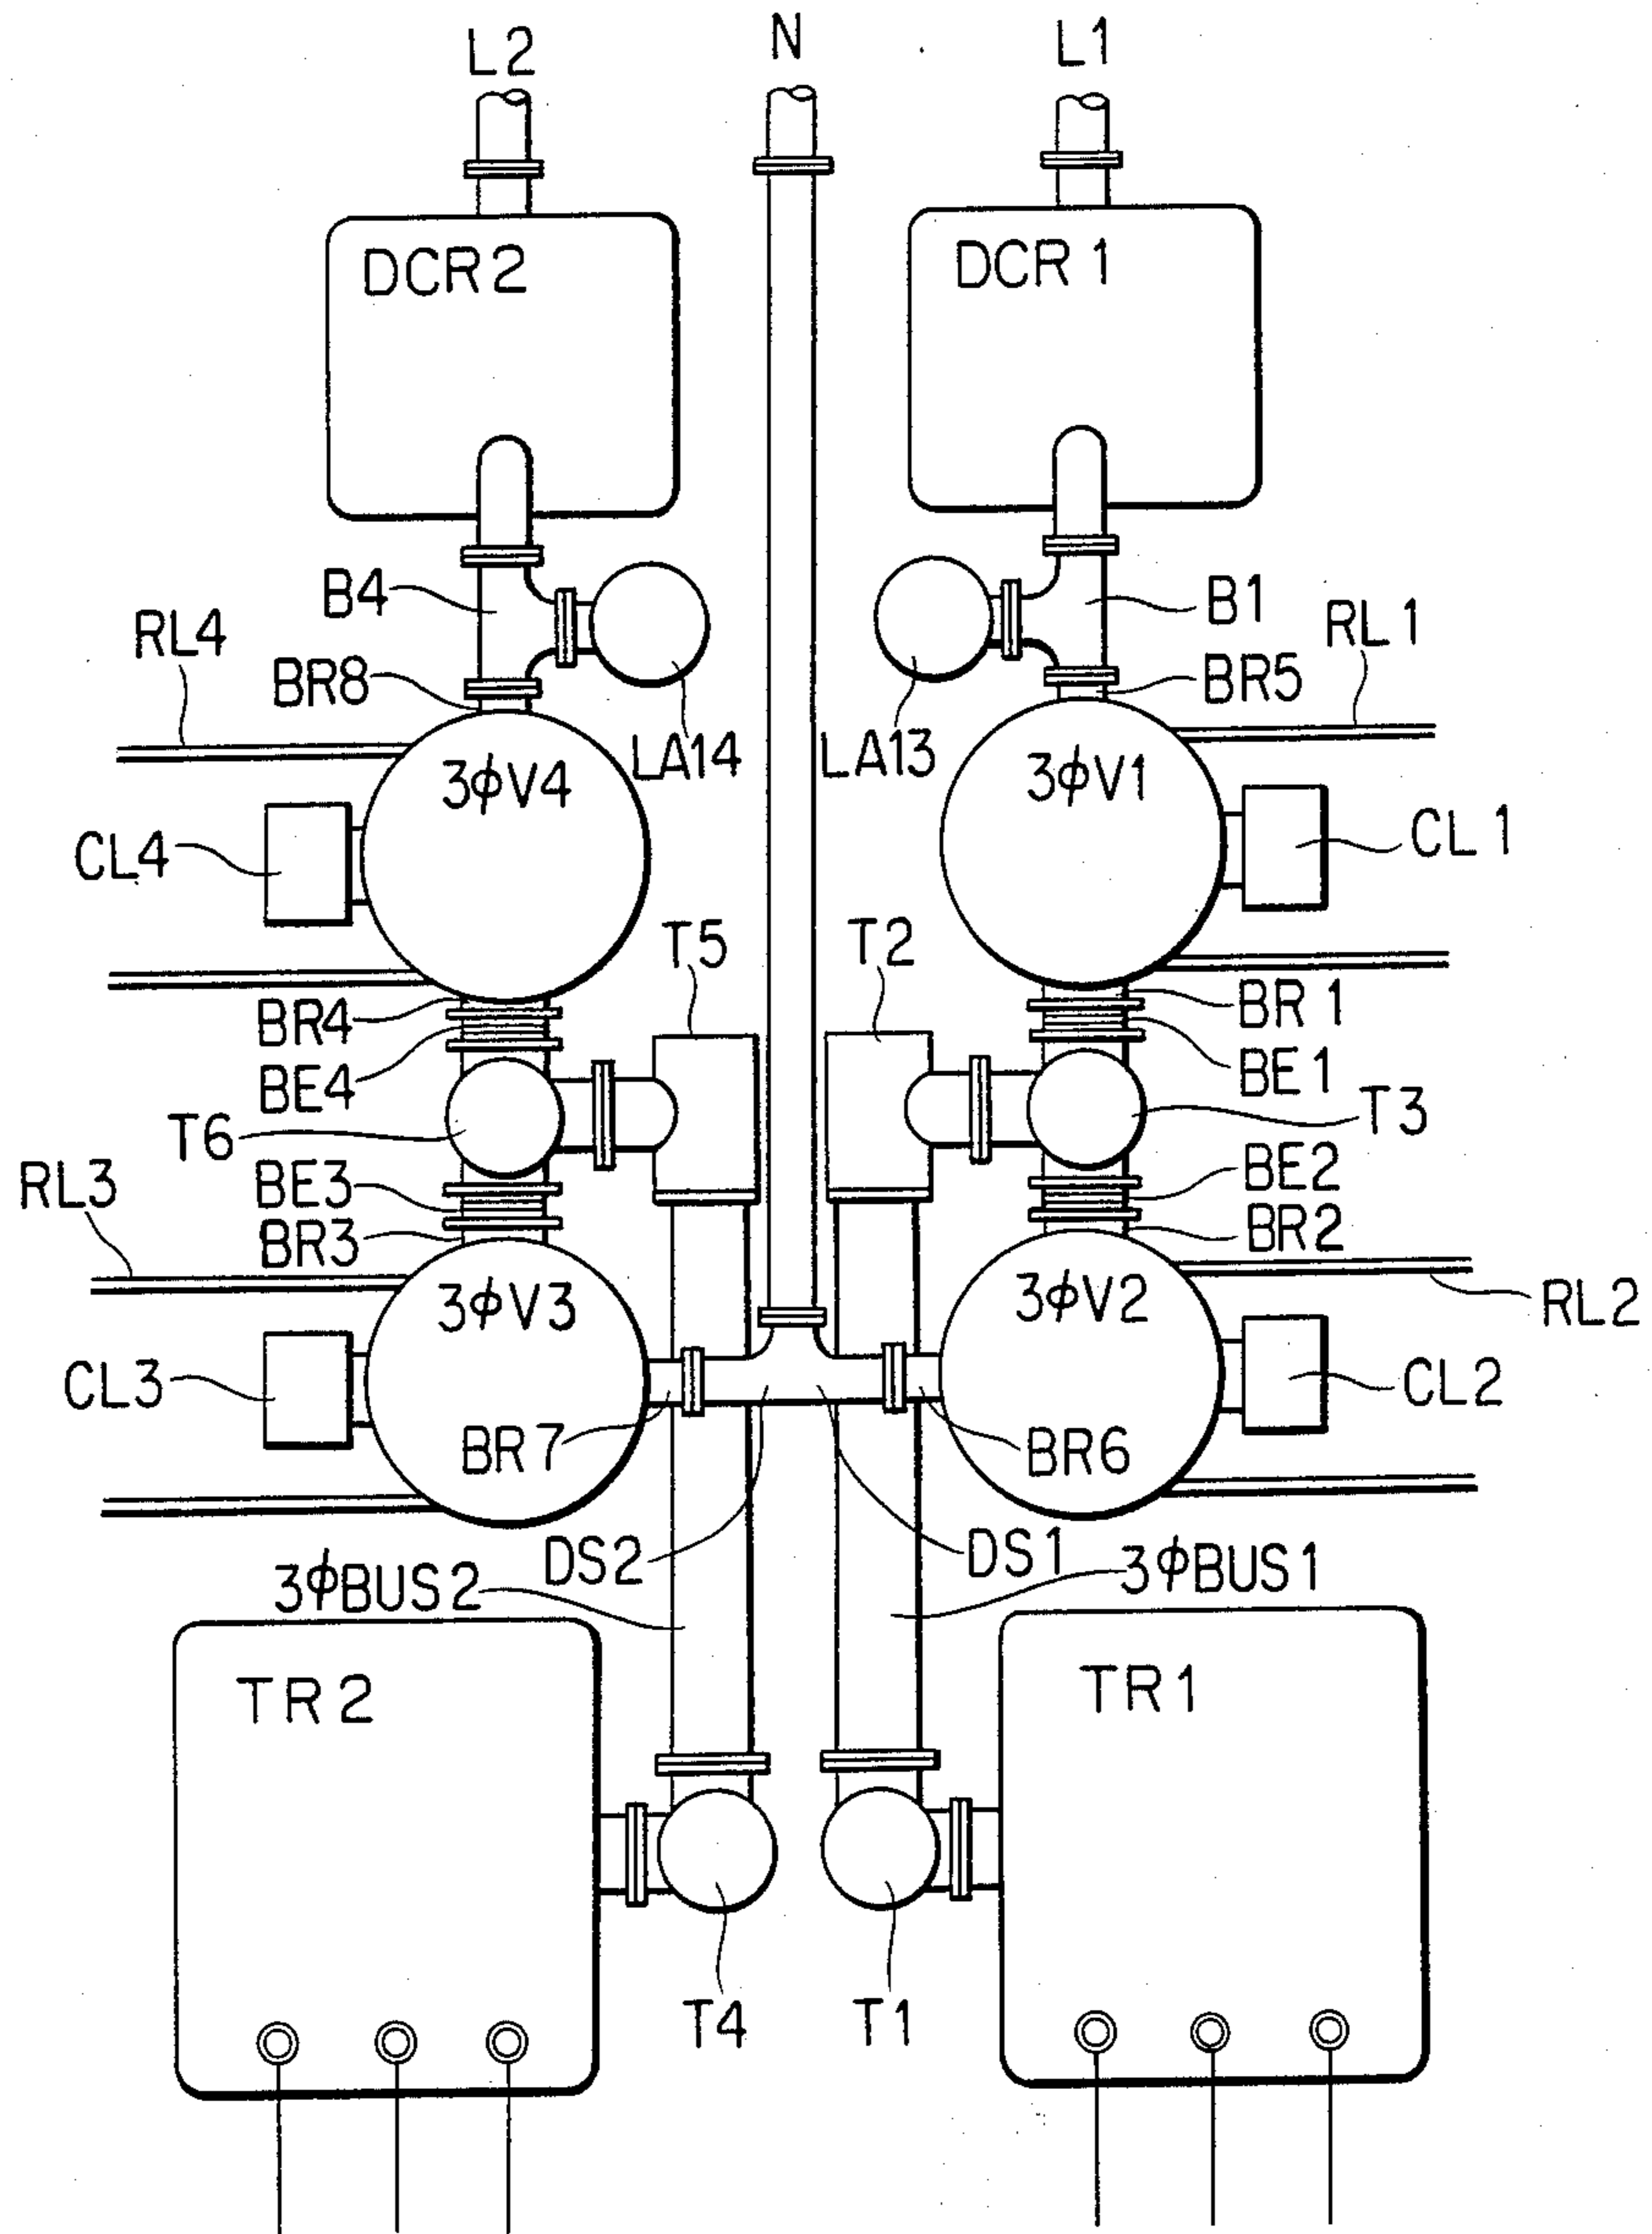 L2 N L1
DCR2 DCR1
B4 B1
RL4 RL1
BR8 BR5
LA14 LA13
3φV4 3φV1
CL4 CL1
T5 T2
BR4 BR1
BE4 BE1
T6 T3
RL3 BE3 BE2
BR3 BR2
3φV3 3φV2 RL2
CL3 CL2
BR7 BR6
DS2 DS1
3φBUS2 3φBUS1
TR2 TR1
T4 T1